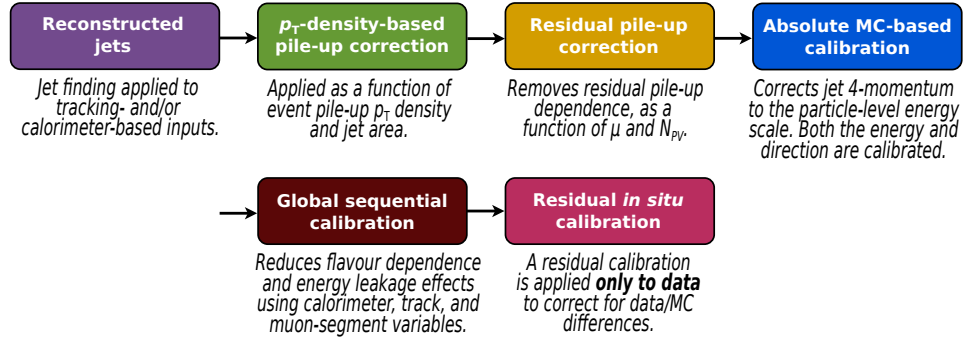 Reconstructed
jets
Jet finding applied to
tracking- and/or
calorimeter-based inputs.
pT-density-based
pile-up correction
Applied as a function of
event pile-up pT density
and jet area.
Residual pile-up
correction
Removes residual pile-up
dependence, as a
function of µ and NPV.
Absolute MC-based
calibration
Corrects jet 4-momentum
to the particle-level energy
scale. Both the energy and
direction are calibrated.
Global sequential
calibration
Reduces flavour dependence
and energy leakage effects
using calorimeter, track, and
muon-segment variables.
Residual in situ
calibration
A residual calibration
is applied only to data
to correct for data/MC
differences.